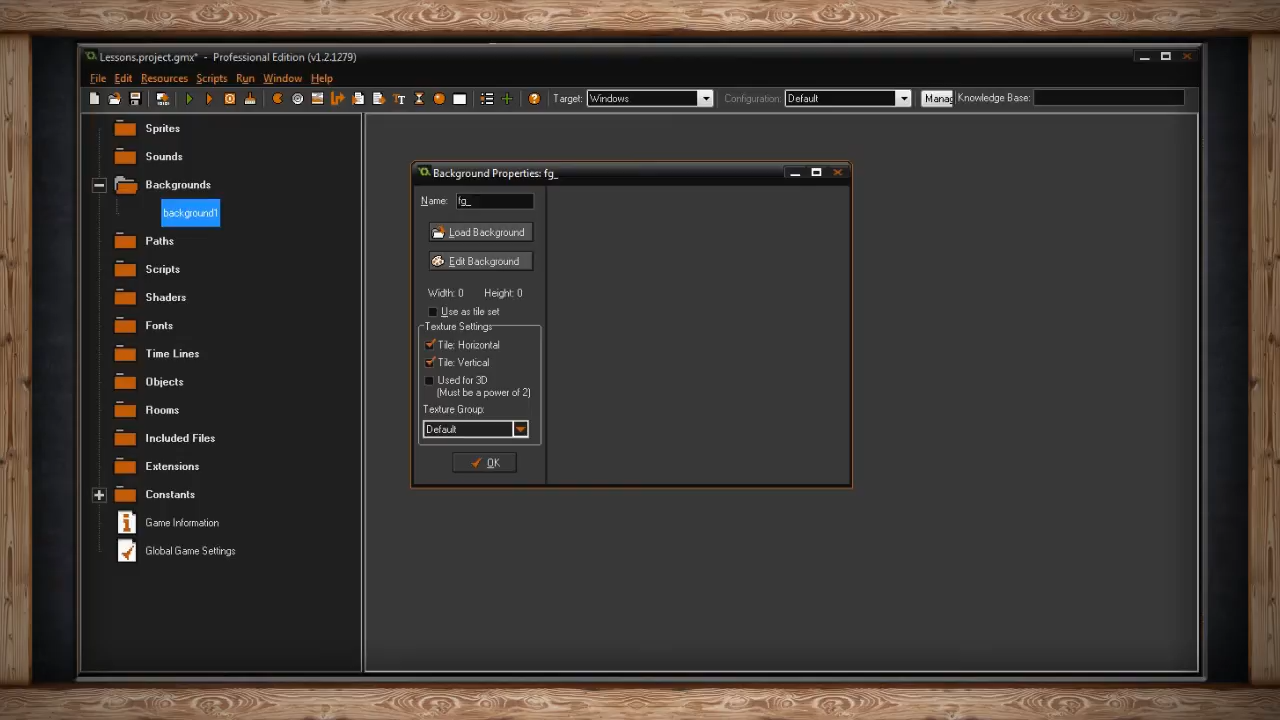 Lessons.project.gmx* - Professional Edition (v1.2.1279)
File Edit Resources Scripts Run Window Help
Target: Windows Configuration: Default Manag Knowledge Base:
Sprites
Sounds
Backgrounds
background1
Paths
Scripts
Shaders
Fonts
Time Lines
Objects
Rooms
Included Files
Extensions
Constants
Game Information
Global Game Settings
Background Properties: fg_
Name: fg_
Load Background
Edit Background
Width: 0 Height: 0
Use as tile set
Texture Settings
Tile: Horizontal
Tile: Vertical
Used for 3D
(Must be a power of 2)
Texture Group:
Default
OK